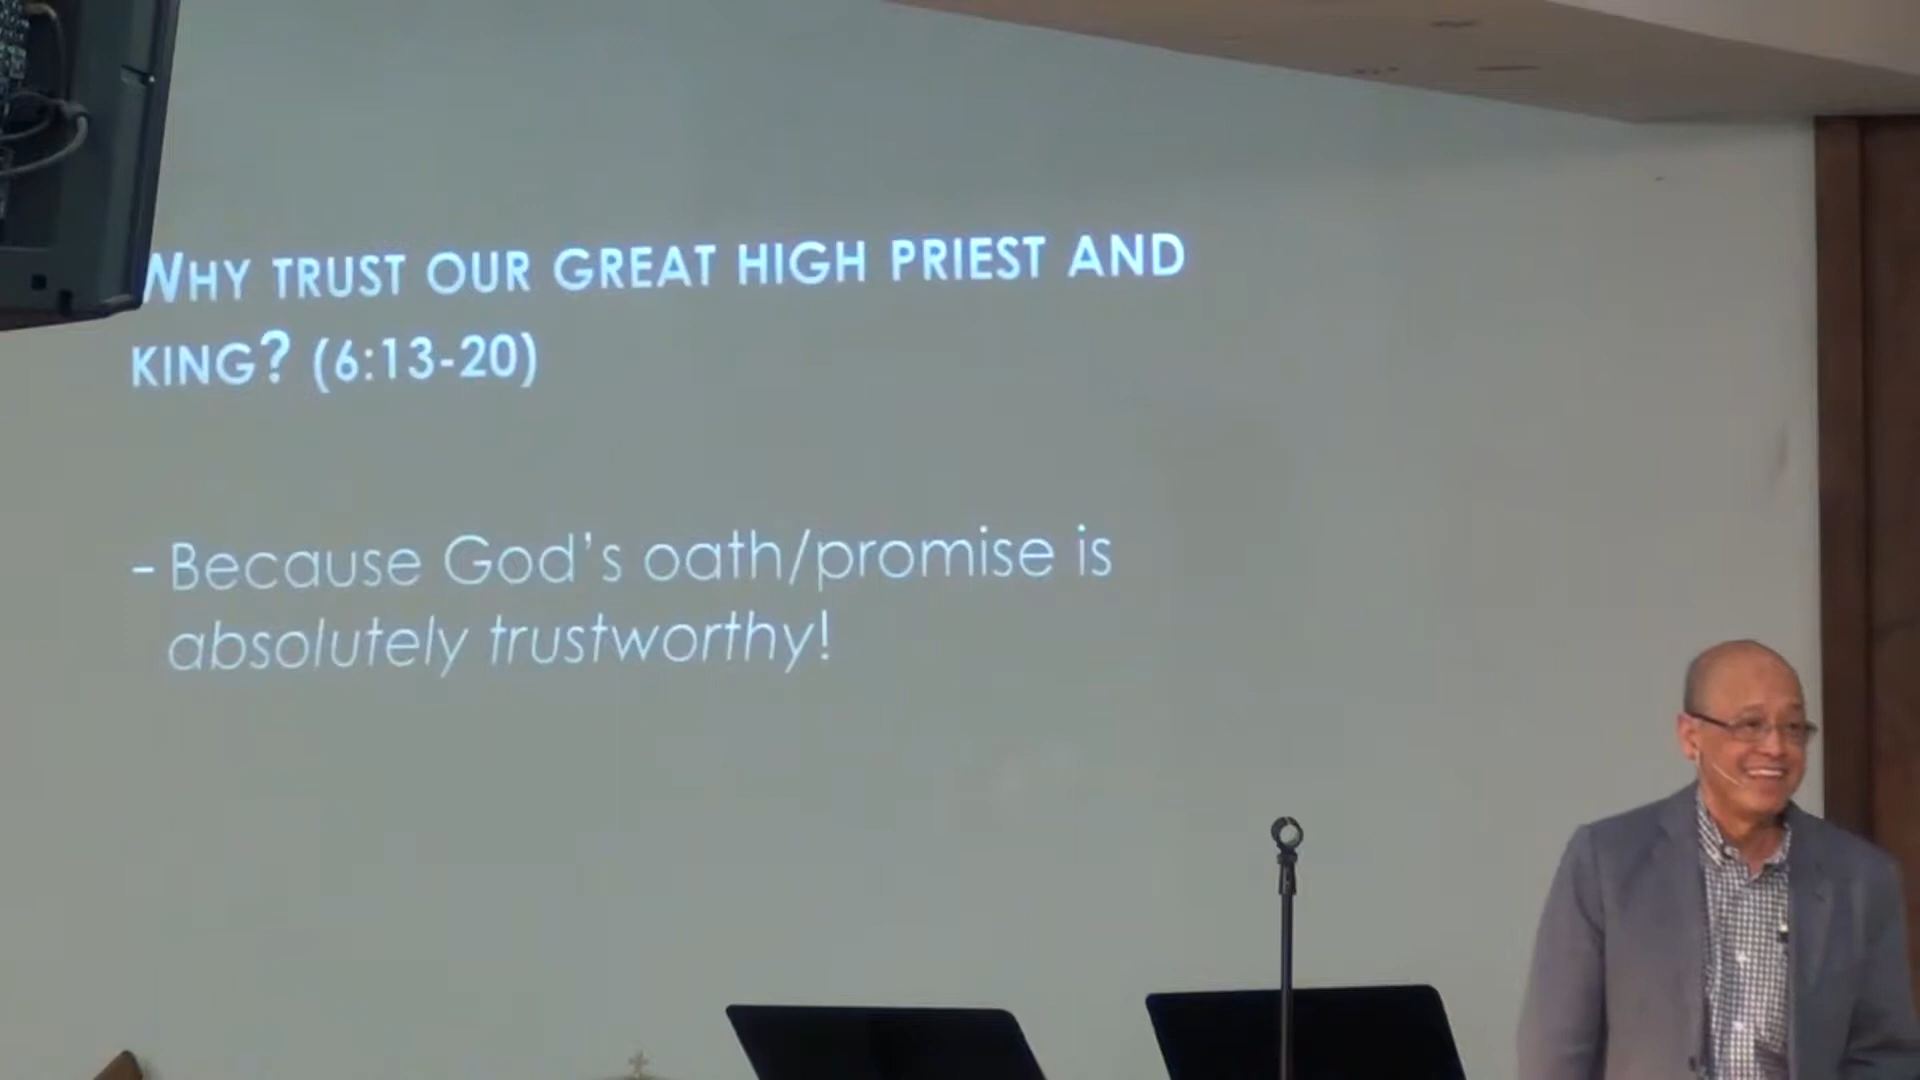 WHY TRUST OUR GREAT HIGH PRIEST AND
KING? (6:13-20)
- Because God's oath/promise is
absolutely trustworthy!